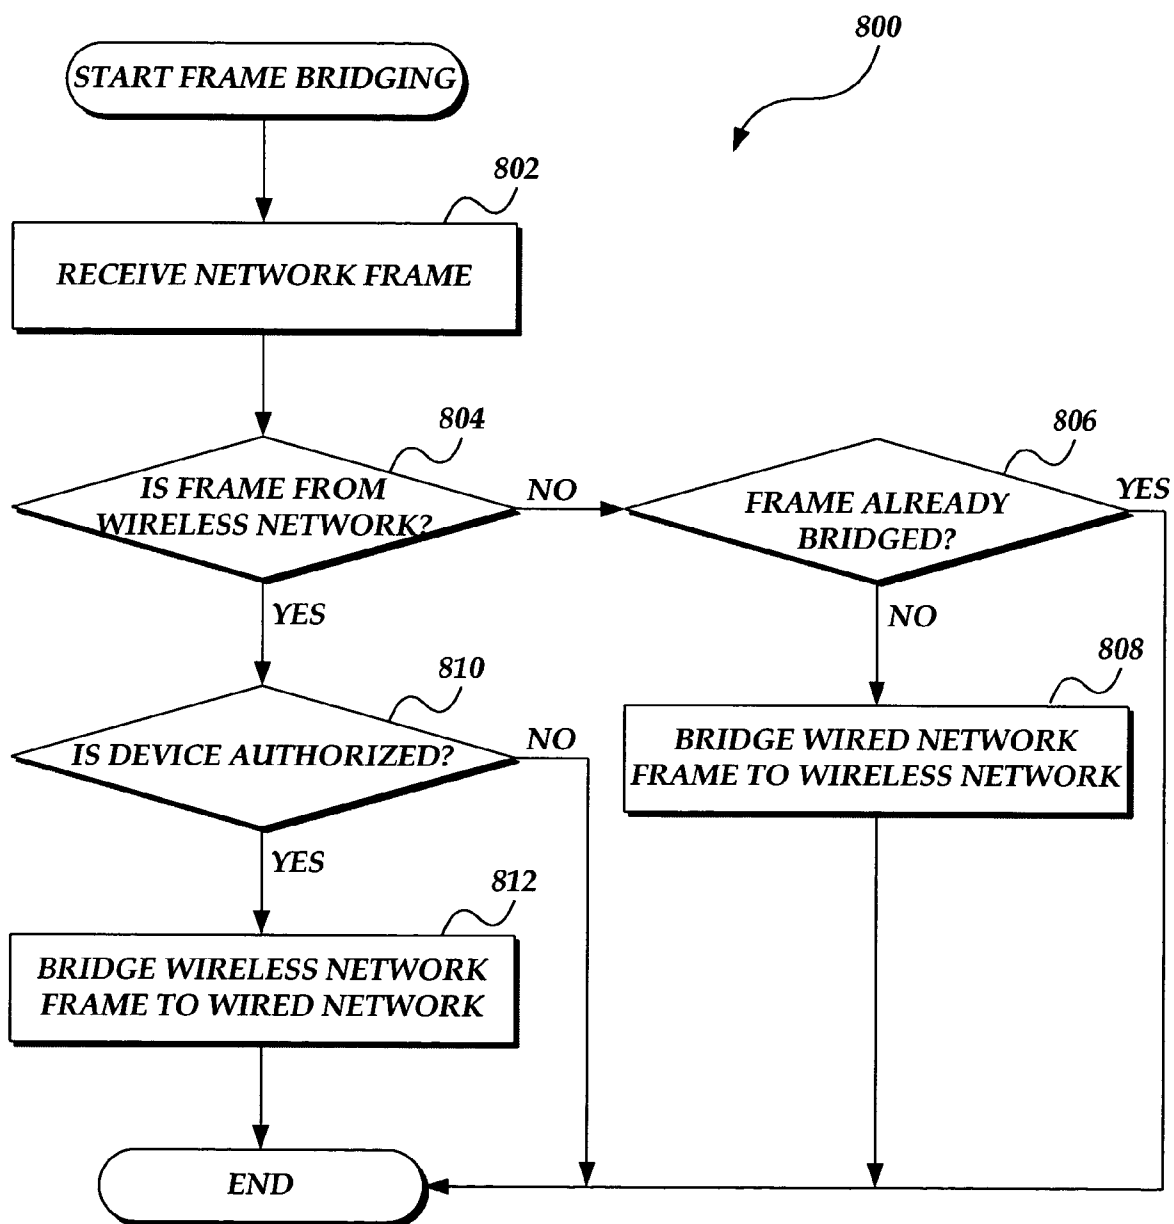 800
START FRAME BRIDGING
802
RECEIVE NETWORK FRAME
804
IS FRAME FROM
WIRELESS NETWORK?
NO
806
FRAME ALREADY
BRIDGED?
YES
YES
NO
810
IS DEVICE AUTHORIZED?
NO
808
BRIDGE WIRED NETWORK
FRAME TO WIRELESS NETWORK
YES
812
BRIDGE WIRELESS NETWORK
FRAME TO WIRED NETWORK
END